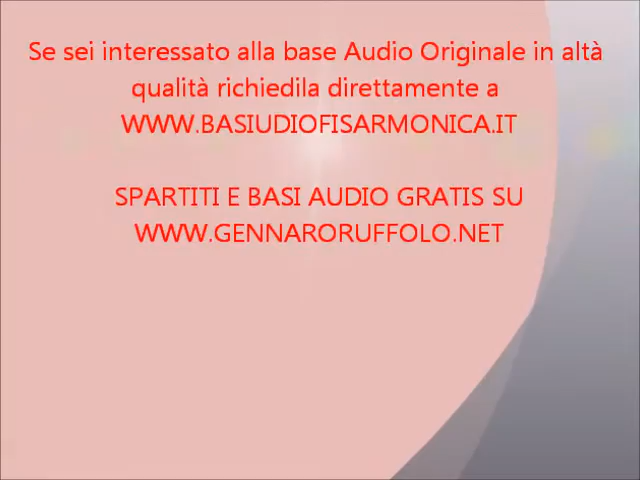 Se sei interessato alla base Audio Originale in altà
qualità richiedila direttamente a
WWW.BASIUDIOFISARMONICA.IT
SPARTITI E BASI AUDIO GRATIS SU
WWW.GENNARORUFFOLO.NET